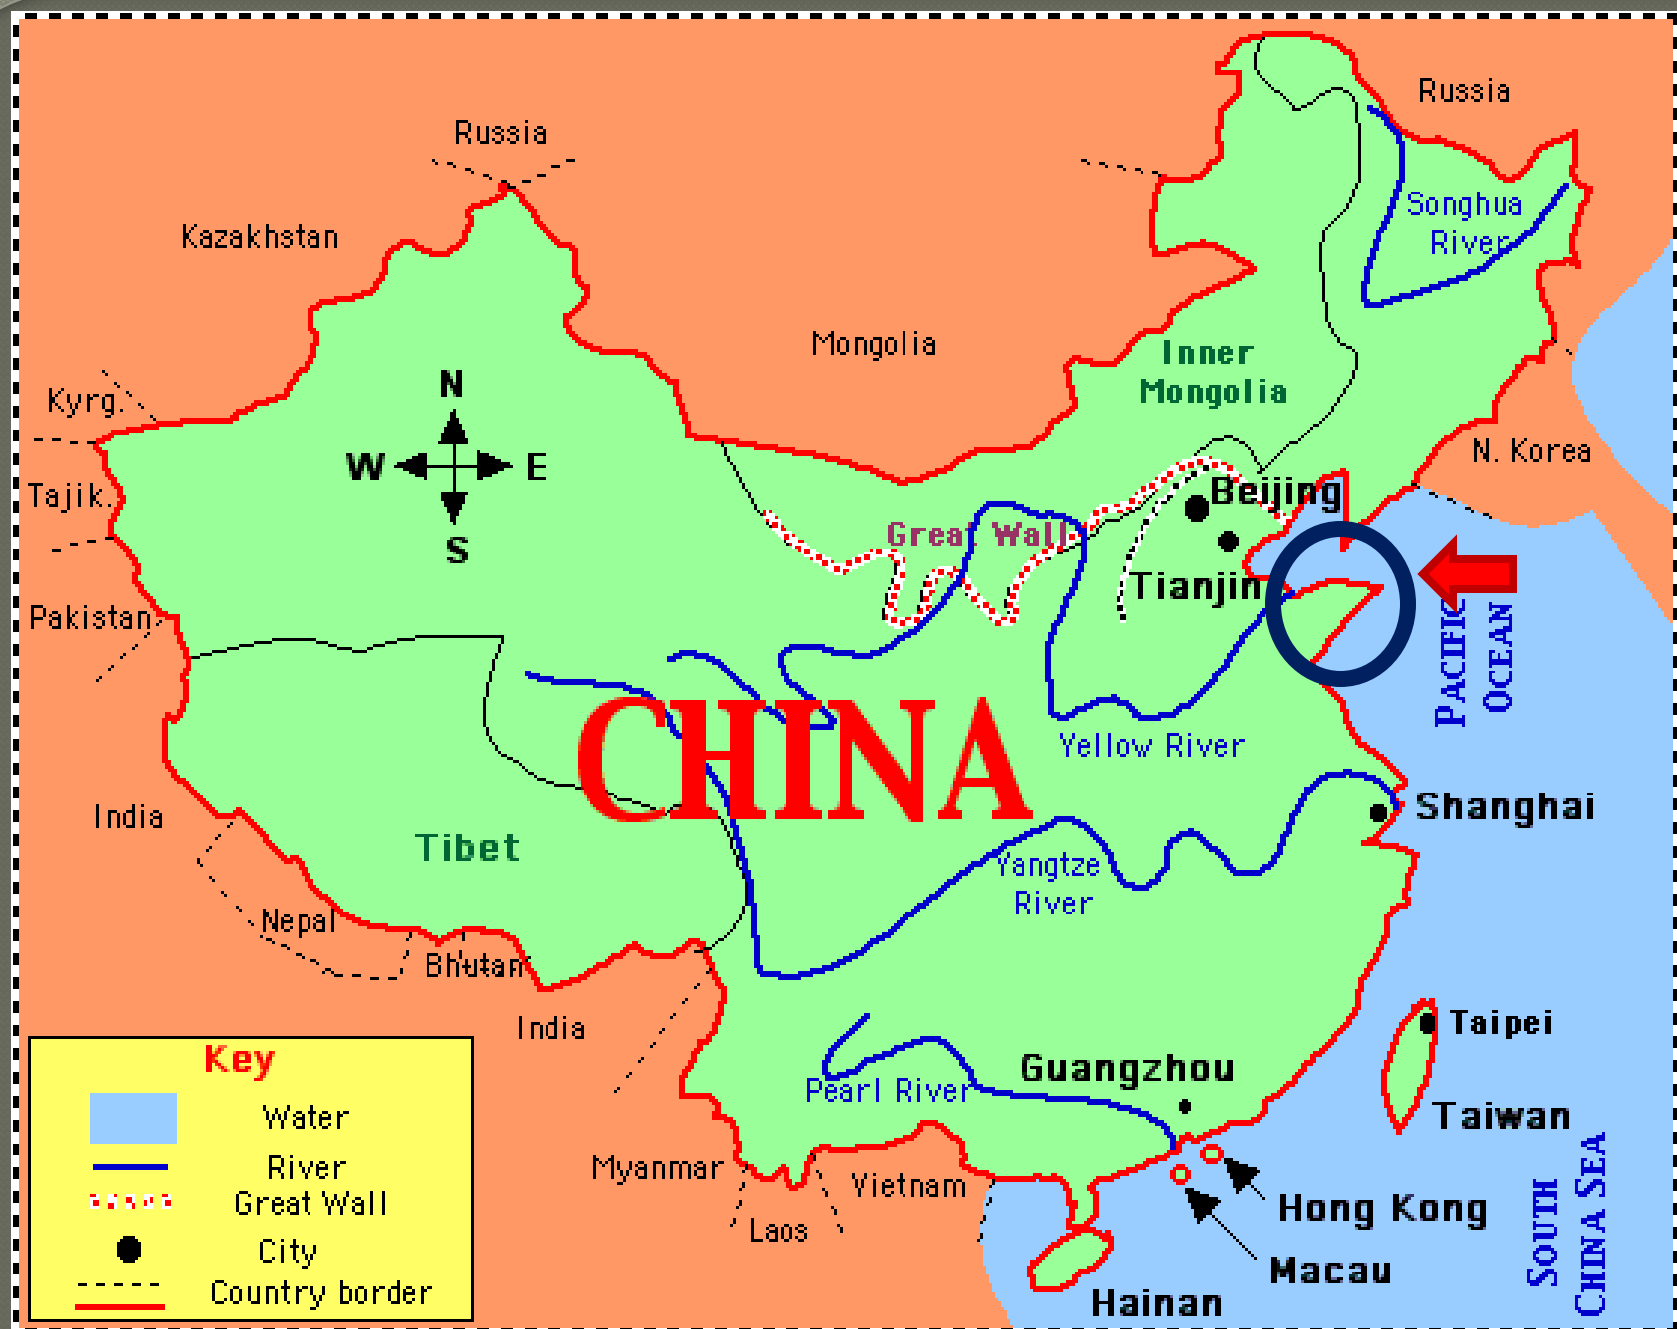 Russia
Russia
Kazakhstan
Songhua
River
Mongolia
Inner
Mongolia
N
Kyrg.
W
E
N. Korea
Tajik.
Beijing
Great Wall
S
Tianjin
Pakistan
PACIFIC
OCEAN
CHINA
Yellow River
India
Shanghai
Tibet
Yangtze
River
Nepal
Bhutan
India
Taipei
Key
Guangzhou
Pearl River
Water
Taiwan
River
Myanmar
Vietnam
Great Wall
Hong Kong
Laos
SOUTH
CHINA SEA
City
Macau
Country border
Hainan